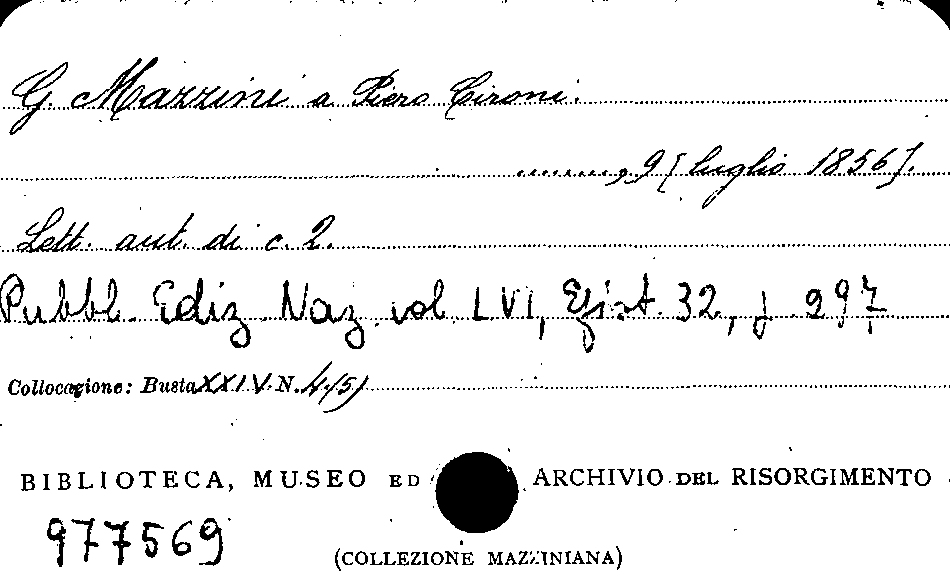 G. Mazzini a Piero Cironi.
........., 9 [luglio 1856].
Lett. aut. di c. 2.
Pubbl. Ediz. Naz. vol. LVI, Epist. 32, p. 297
Collocazione: Busta XXIV N. 4/(5)
BIBLIOTECA, MUSEO ED ARCHIVIO DEL RISORGIMENTO
977569
(COLLEZIONE MAZZINIANA)